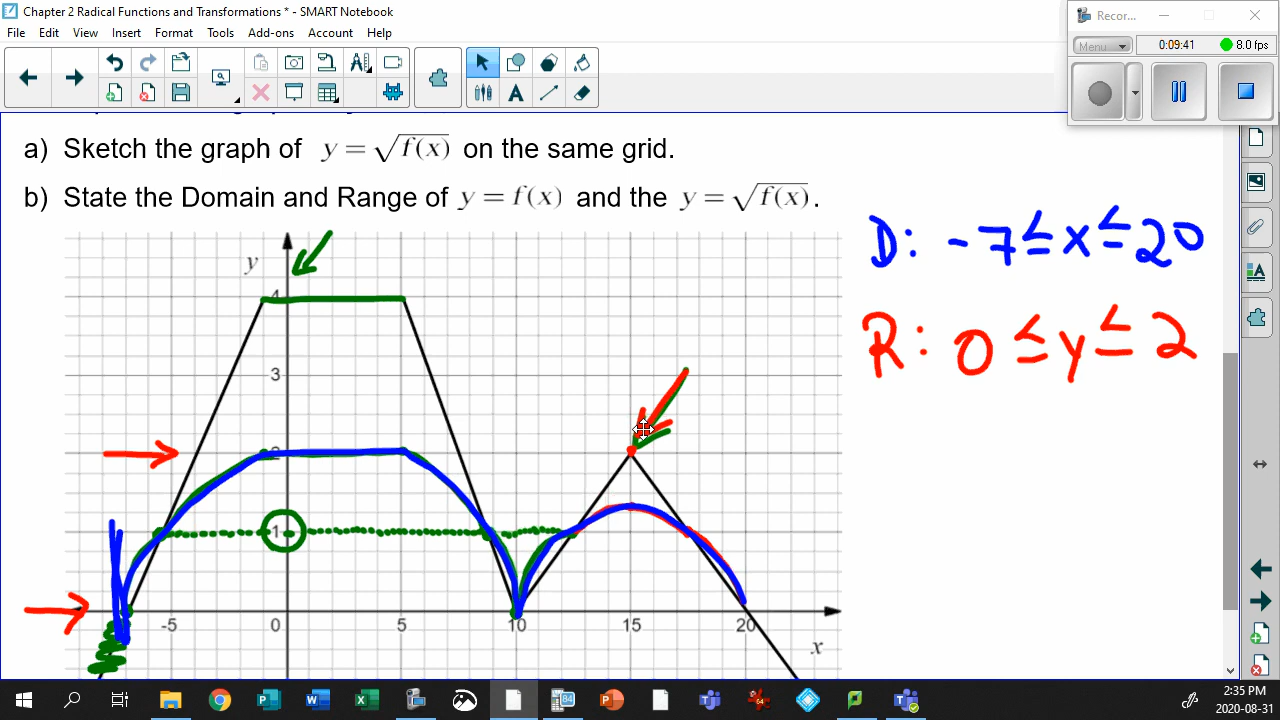 Chapter 2 Radical Functions and Transformations * - SMART Notebook
Recor...
File Edit View Insert Format Tools Add-ons Account Help
Menu
00:09:41
8.0 fps
a) Sketch the graph of y = √f(x) on the same grid.
b) State the Domain and Range of y = f(x) and the y = √f(x).
D: -7 ≤ x ≤ 20
R: 0 ≤ y ≤ 2
y
4
3
2
1
-5 0 5 10 15 20
x
2:35 PM
2020-08-31